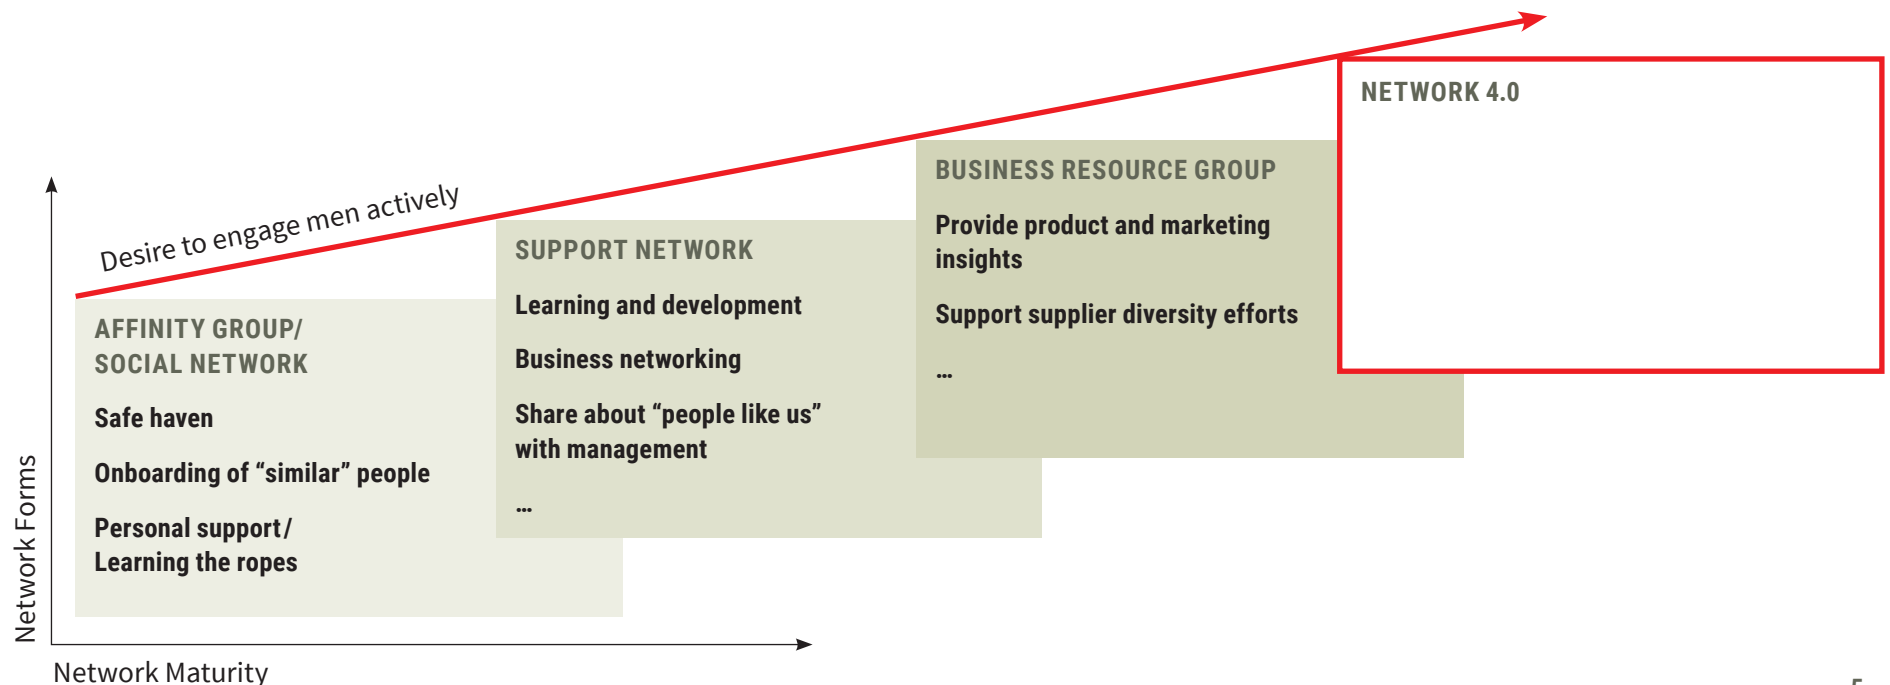 NETWORK 4.0
BUSINESS RESOURCE GROUP
Provide product and marketing
insights
Support supplier diversity efforts
…
Desire to engage men actively
SUPPORT NETWORK
Learning and development
Business networking
Share about “people like us”
with management
…
AFFINITY GROUP/
SOCIAL NETWORK
Safe haven
Onboarding of “similar” people
Personal support/
Learning the ropes
Network Forms
Network Maturity